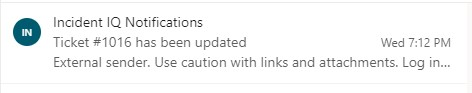 IN
Incident IQ Notifications
Ticket #1016 has been updated Wed 7:12 PM
External sender. Use caution with links and attachments. Log in...